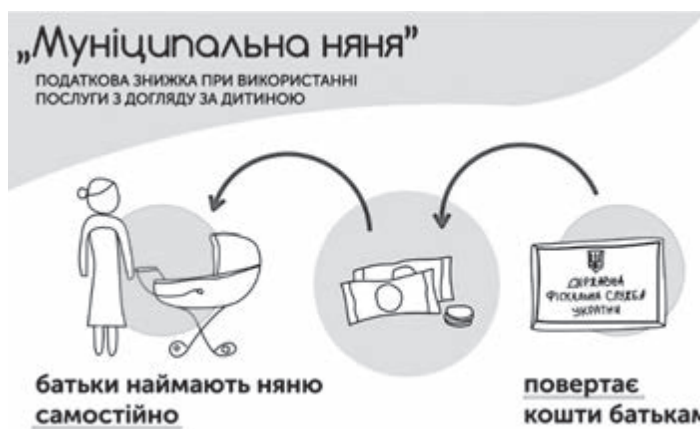 „Муніципальна няня”
ПОДАТКОВА ЗНИЖКА ПРИ ВИКОРИСТАННІ
ПОСЛУГИ З ДОГЛЯДУ ЗА ДИТИНОЮ
ДЕРЖАВНА
ФІСКАЛЬНА СЛУЖБА
УКРАЇНИ
батьки наймають няню
самостійно
повертає
кошти батькам